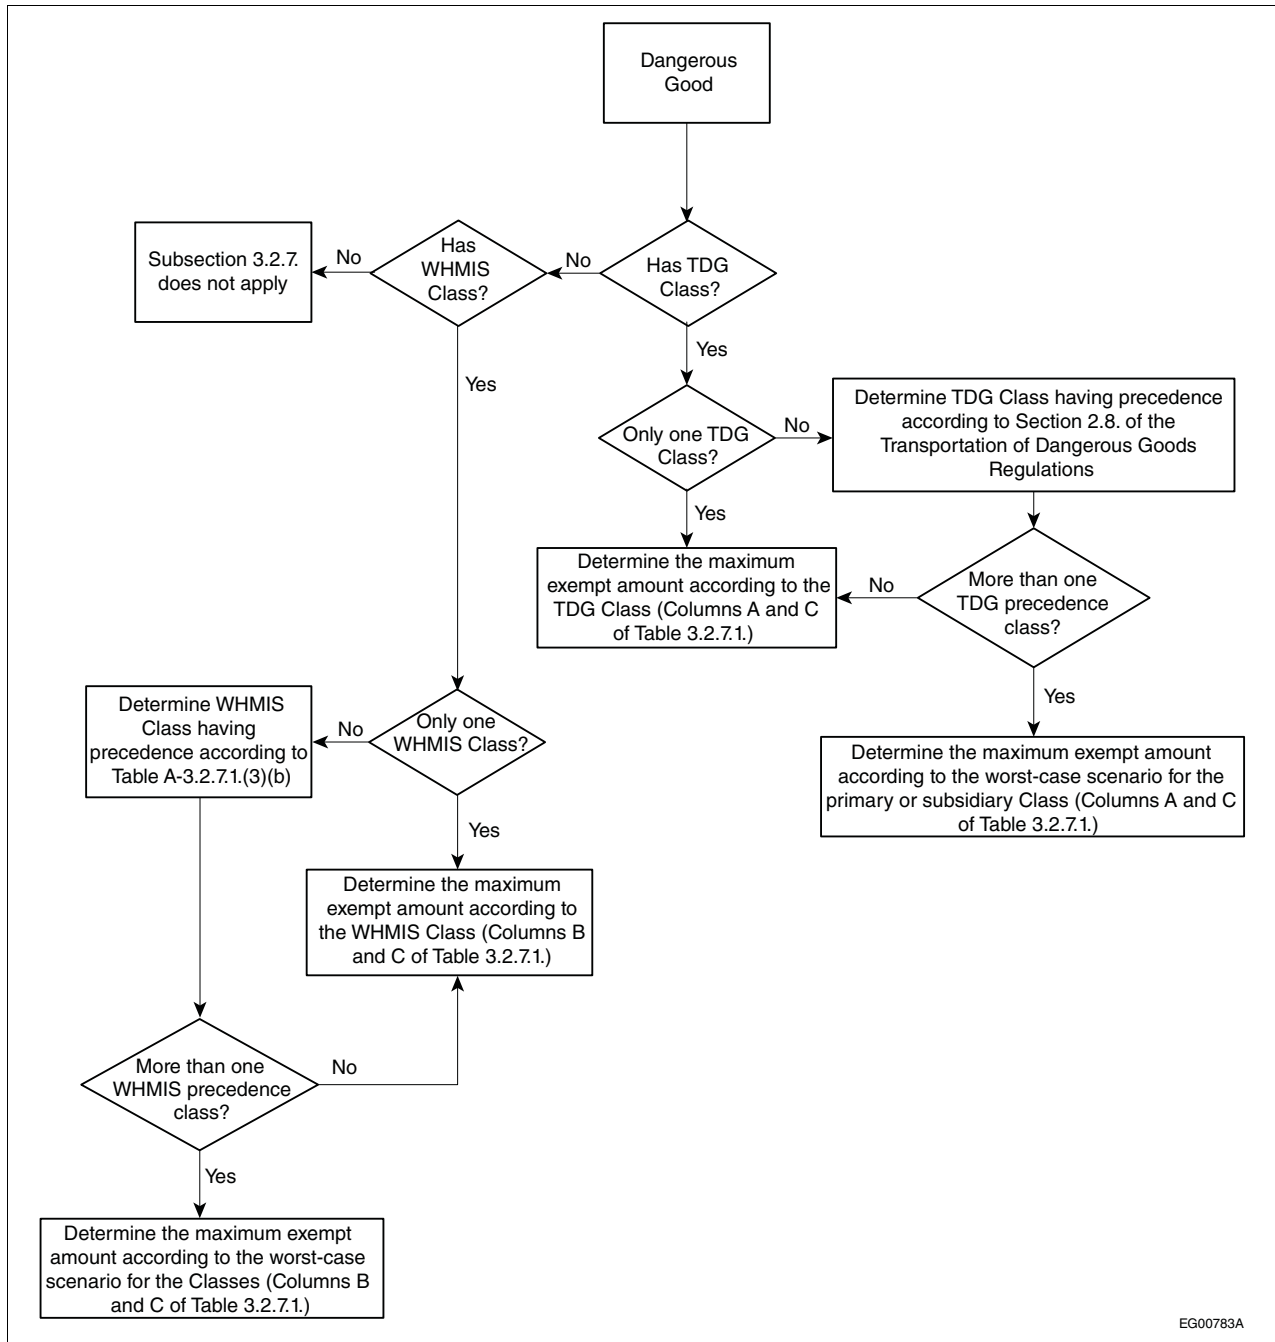 Dangerous
Good
Has
WHMIS
Class?
No
Subsection 3.2.7.
does not apply
No
Has TDG
Class?
Yes
Yes
Only one TDG
Class?
No
Determine TDG Class having precedence
according to Section 2.8. of the
Transportation of Dangerous Goods
Regulations
Yes
Determine the maximum
exempt amount according to the
TDG Class (Columns A and C
of Table 3.2.7.1.)
No
More than one
TDG precedence
class?
Yes
Determine WHMIS
Class having
precedence according to
Table A-3.2.7.1.(3)(b)
No
Only one
WHMIS Class?
Determine the maximum exempt amount
according to the worst-case scenario for the
primary or subsidiary Class (Columns A and C
of Table 3.2.7.1.)
Yes
Determine the maximum
exempt amount according to
the WHMIS Class (Columns B
and C of Table 3.2.7.1.)
More than one
WHMIS precedence
class?
No
Yes
Determine the maximum exempt
amount according to the worst-case
scenario for the Classes (Columns B
and C of Table 3.2.7.1.)
EG00783A